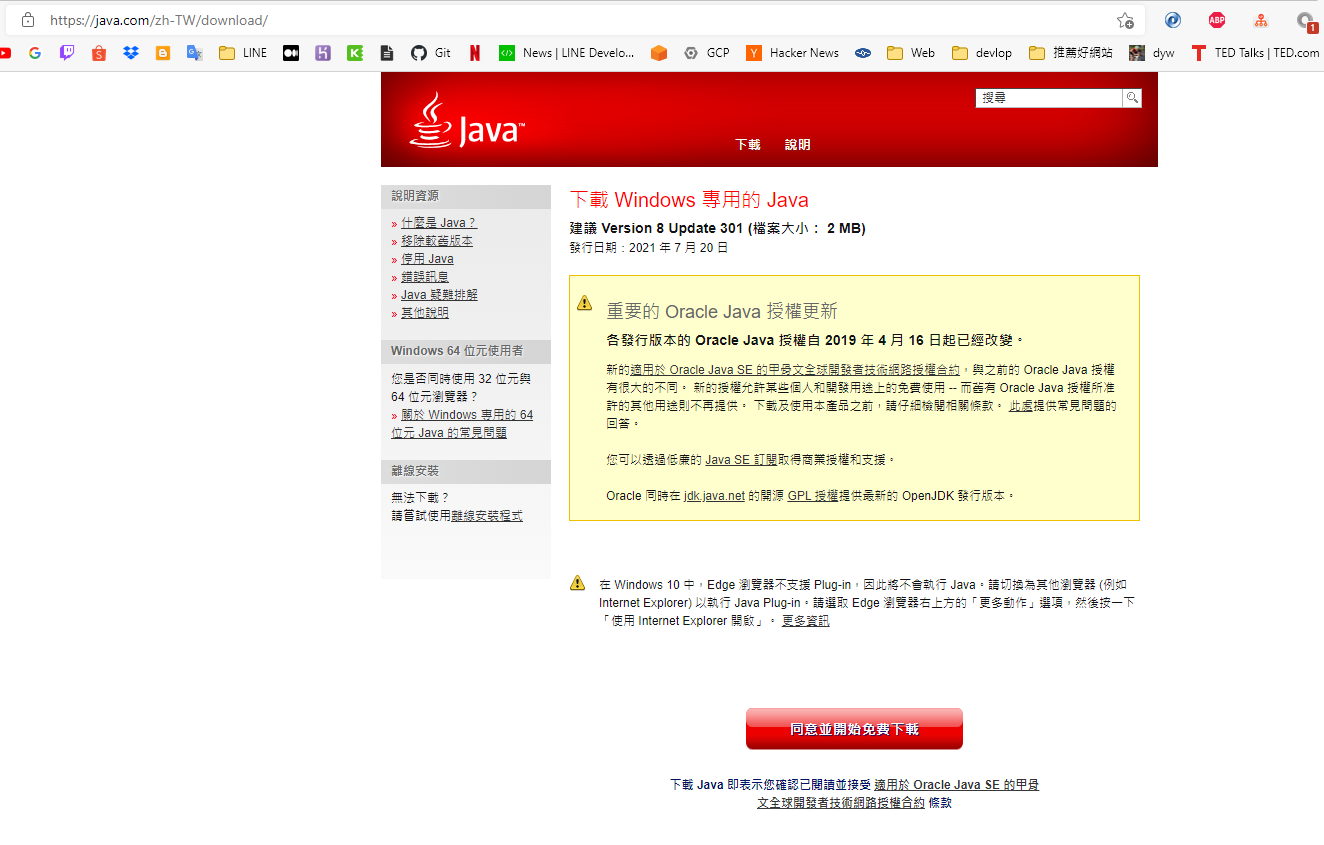 https://java.com/zh-TW/download/
ABP
1
LINE
Git
News | LINE Develo...
GCP
Hacker News
Web
devlop
推薦好網站
dyw
TED Talks | TED.com
Java™
搜尋
下載 說明
說明資源
» 什麼是 Java？
» 移除較舊版本
» 停用 Java
» 錯誤訊息
» Java 疑難排解
» 其他說明
Windows 64 位元使用者
您是否同時使用 32 位元與
64 位元瀏覽器？
» 關於 Windows 專用的 64
位元 Java 的常見問題
離線安裝
無法下載？
請嘗試使用離線安裝程式
下載 Windows 專用的 Java
建議 Version 8 Update 301 (檔案大小： 2 MB)
發行日期：2021 年 7 月 20 日
重要的 Oracle Java 授權更新
各發行版本的 Oracle Java 授權自 2019 年 4 月 16 日起已經改變。
新的適用於 Oracle Java SE 的甲骨文全球開發者技術網路授權合約，與之前的 Oracle Java 授權
有很大的不同。 新的授權允許某些個人和開發用途上的免費使用 -- 而舊有 Oracle Java 授權所准
許的其他用途則不再提供。 下載及使用本產品之前，請仔細檢閱相關條款。 此處提供常見問題的
回答。
您可以透過低廉的 Java SE 訂閱取得商業授權和支援。
Oracle 同時在 jdk.java.net 的開源 GPL 授權提供最新的 OpenJDK 發行版本。
在 Windows 10 中，Edge 瀏覽器不支援 Plug-in，因此將不會執行 Java。請切換為其他瀏覽器 (例如
Internet Explorer) 以執行 Java Plug-in。請選取 Edge 瀏覽器右上方的「更多動作」選項，然後按一下
「使用 Internet Explorer 開啟」。 更多資訊
同意並開始免費下載
下載 Java 即表示您確認已閱讀並接受 適用於 Oracle Java SE 的甲骨
文全球開發者技術網路授權合約 條款